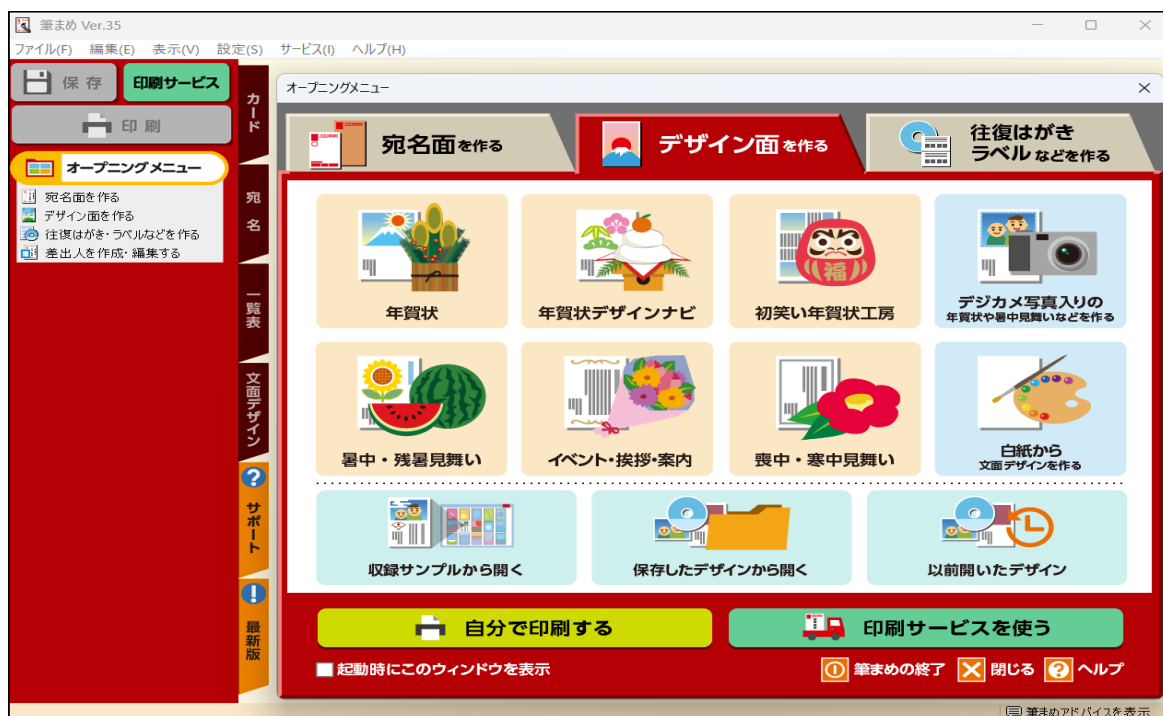 筆まめ Ver.35
ファイル(F) 編集(E) 表示(V) 設定(S) サービス(I) ヘルプ(H)
保存 印刷サービス
印刷
オープニングメニュー
宛名面を作る
デザイン面を作る
往復はがき・ラベルなどを作る
差出人を作成・編集する
カード
宛名
一覧表
文面デザイン
?
サポート
!
最新版
オープニングメニュー
宛名面を作る
デザイン面を作る
往復はがき
ラベルなどを作る
年賀状
年賀状デザインナビ
福
初笑い年賀状工房
デジカメ写真入りの
年賀状や暑中見舞いなどを作る
暑中・残暑見舞い
イベント・挨拶・案内
喪中・寒中見舞い
白紙から
文面デザインを作る
収録サンプルから開く
保存したデザインから開く
以前開いたデザイン
自分で印刷する
印刷サービスを使う
起動時にこのウィンドウを表示
筆まめの終了 閉じる ? ヘルプ
筆まめアドバイスを表示